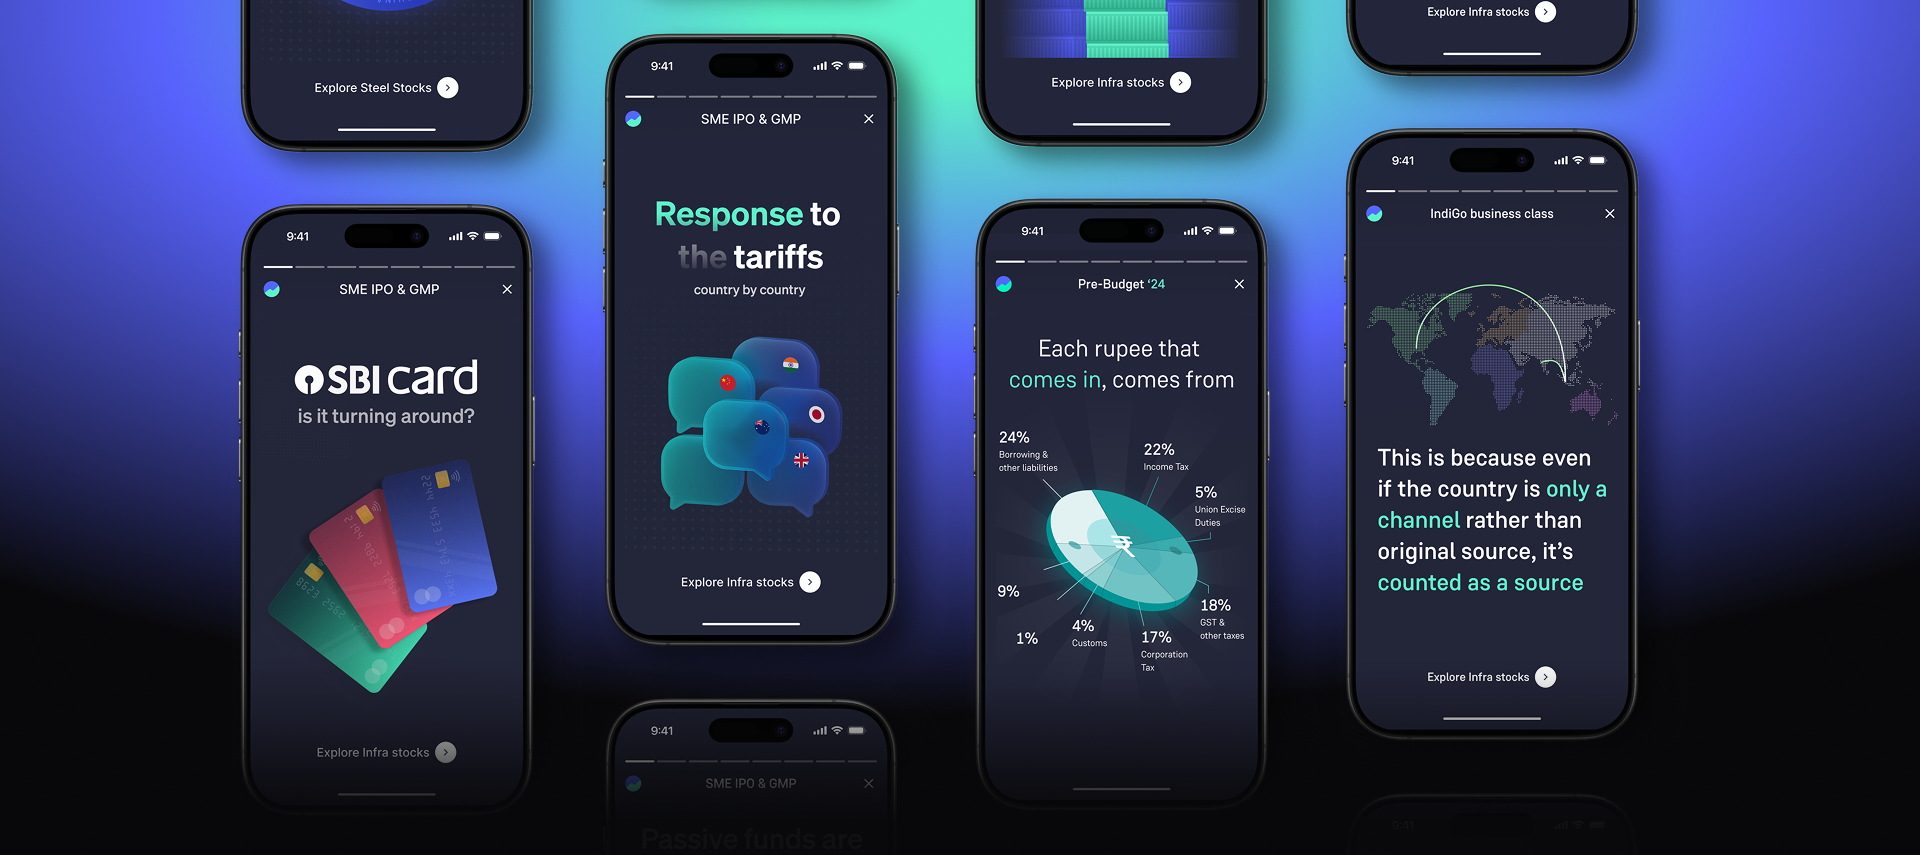 Explore Steel Stocks
9:41
SME IPO & GMP
SBI card
is it turning around?
Explore Infra stocks
9:41
SME IPO & GMP
Response to
the tariffs
country by country
Explore Infra stocks
9:41
SME IPO & GMP
Passive funds are
Explore Infra stocks
9:41
Pre-Budget ‘24
Each rupee that
comes in, comes from
24%
Borrowing &
other liabilities
22%
Income Tax
5%
Union Excise
Duties
18%
GST &
other taxes
17%
Corporation
Tax
4%
Customs
1%
9%
Explore Infra stocks
9:41
IndiGo business class
This is because even
if the country is only a
channel rather than
original source, it’s
counted as a source
Explore Infra stocks
9:41